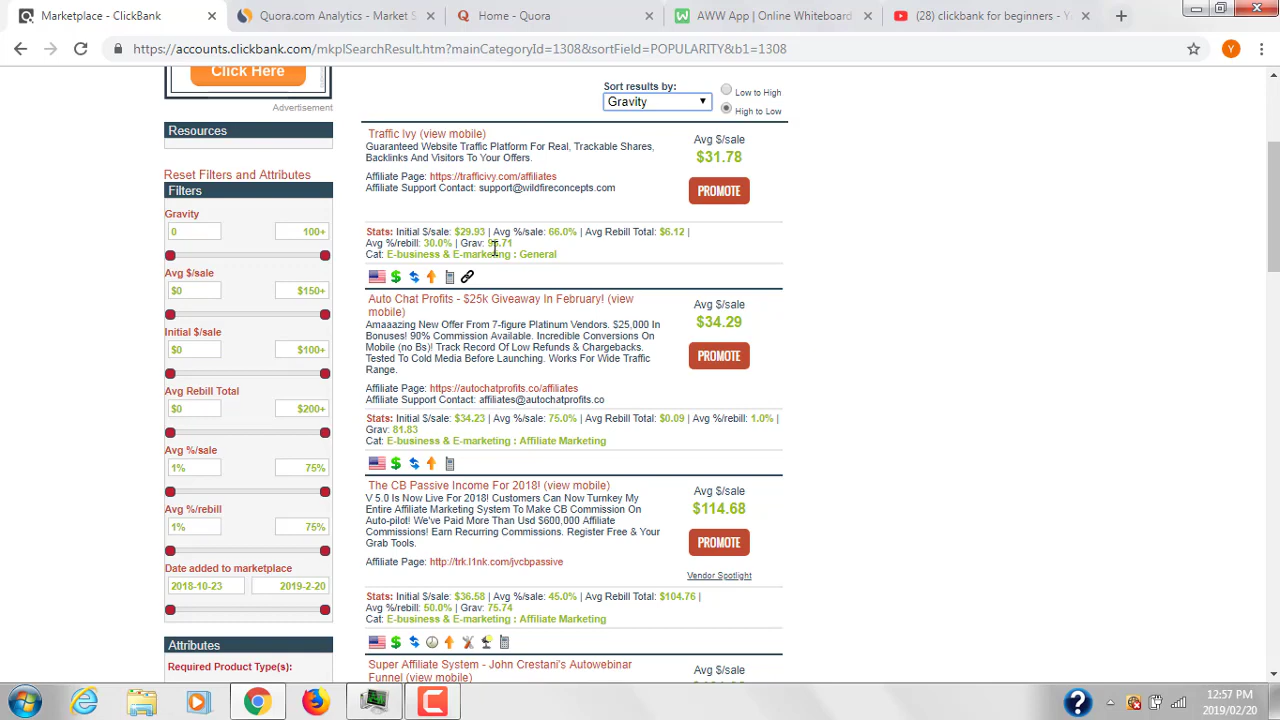 Marketplace - ClickBank
Quora.com Analytics - Market S
Home - Quora
AWW App | Online Whiteboard
(28) clickbank for beginners - Y
https://accounts.clickbank.com/mkplSearchResult.htm?mainCategoryId=1308&sortField=POPULARITY&b1=1308
Y
Click Here
Advertisement
Resources
Reset Filters and Attributes
Filters
Gravity
0 100+
Avg $/sale
$0 $150+
Initial $/sale
$0 $100+
Avg Rebill Total
$0 $200+
Avg %/sale
1% 75%
Avg %/rebill
1% 75%
Date added to marketplace
2018-10-23 2019-2-20
Attributes
Required Product Type(s):
Sort results by:
Gravity
Low to High
High to Low
Traffic Ivy (view mobile)
Guaranteed Website Traffic Platform For Real, Trackable Shares,
Backlinks And Visitors To Your Offers.
Affiliate Page: https://trafficivy.com/affiliates
Affiliate Support Contact: support@wildfireconcepts.com
Avg $/sale
$31.78
PROMOTE
Stats: Initial $/sale: $29.93 | Avg %/sale: 66.0% | Avg Rebill Total: $6.12 |
Avg %/rebill: 30.0% | Grav:
Cat: E-business & E-marketing : General
Auto Chat Profits - $25k Giveaway In February! (view
mobile)
Amaaazing New Offer From 7-figure Platinum Vendors. $25,000 In
Bonuses! 90% Commission Available. Incredible Conversions On
Mobile (no Bs)! Track Record Of Low Refunds & Chargebacks.
Tested To Cold Media Before Launching. Works For Wide Traffic
Range.
Affiliate Page: https://autochatprofits.co/affiliates
Affiliate Support Contact: affiliates@autochatprofits.co
Avg $/sale
$34.29
PROMOTE
Stats: Initial $/sale: $34.23 | Avg %/sale: 75.0% | Avg Rebill Total: $0.09 | Avg %/rebill: 1.0% |
Grav: 81.83
Cat: E-business & E-marketing : Affiliate Marketing
The CB Passive Income For 2018! (view mobile)
V 5.0 Is Now Live For 2018! Customers Can Now Turnkey My
Entire Affiliate Marketing System To Make CB Commission On
Auto-pilot! We've Paid More Than Usd $600,000 Affiliate
Commissions! Earn Recurring Commissions. Register Free & Your
Grab Tools.
Affiliate Page: http://trk.l1nk.com/jvcbpassive
Avg $/sale
$114.68
PROMOTE
Vendor Spotlight
Stats: Initial $/sale: $36.58 | Avg %/sale: 45.0% | Avg Rebill Total: $104.76 |
Avg %/rebill: 50.0% | Grav: 75.74
Cat: E-business & E-marketing : Affiliate Marketing
Super Affiliate System - John Crestani's Autowebinar
Funnel (view mobile)
Avg $/sale
12:57 PM
2019/02/20